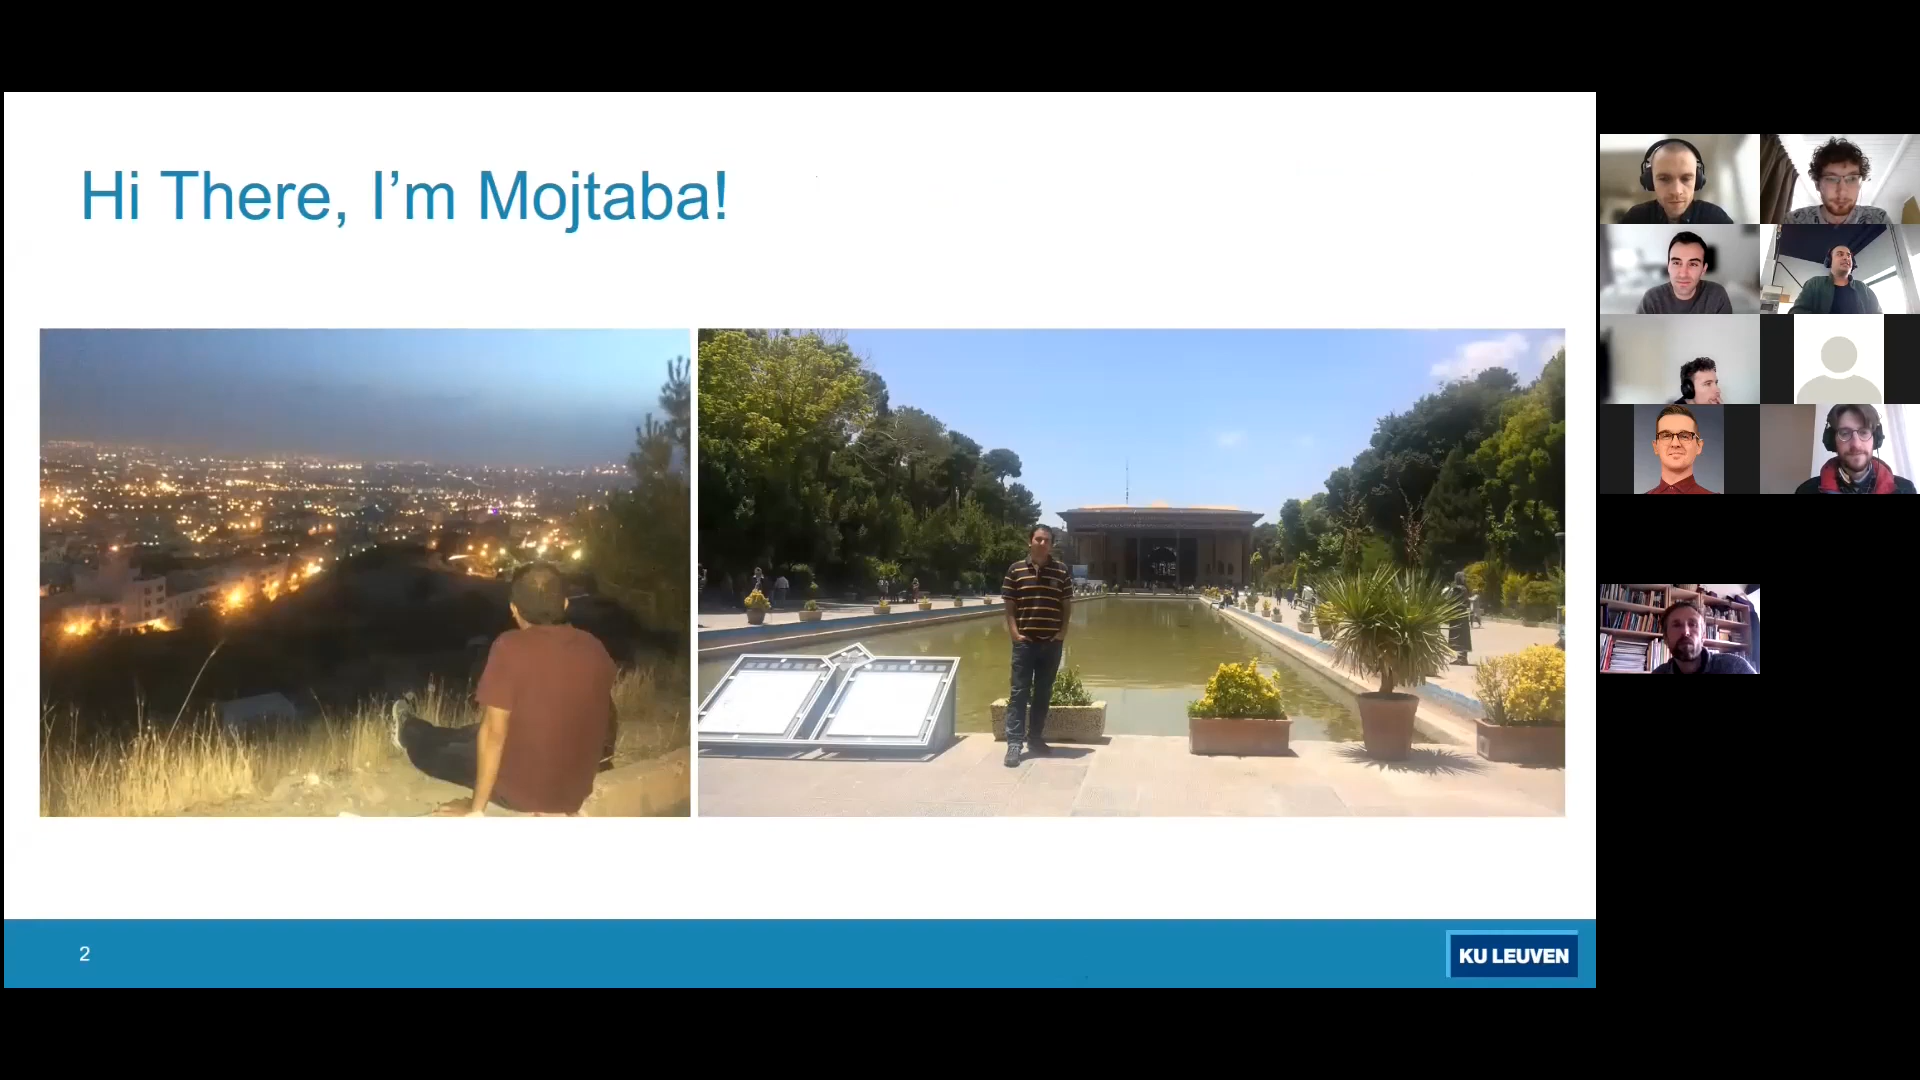 Hi There, I’m Mojtaba!
2
KU LEUVEN